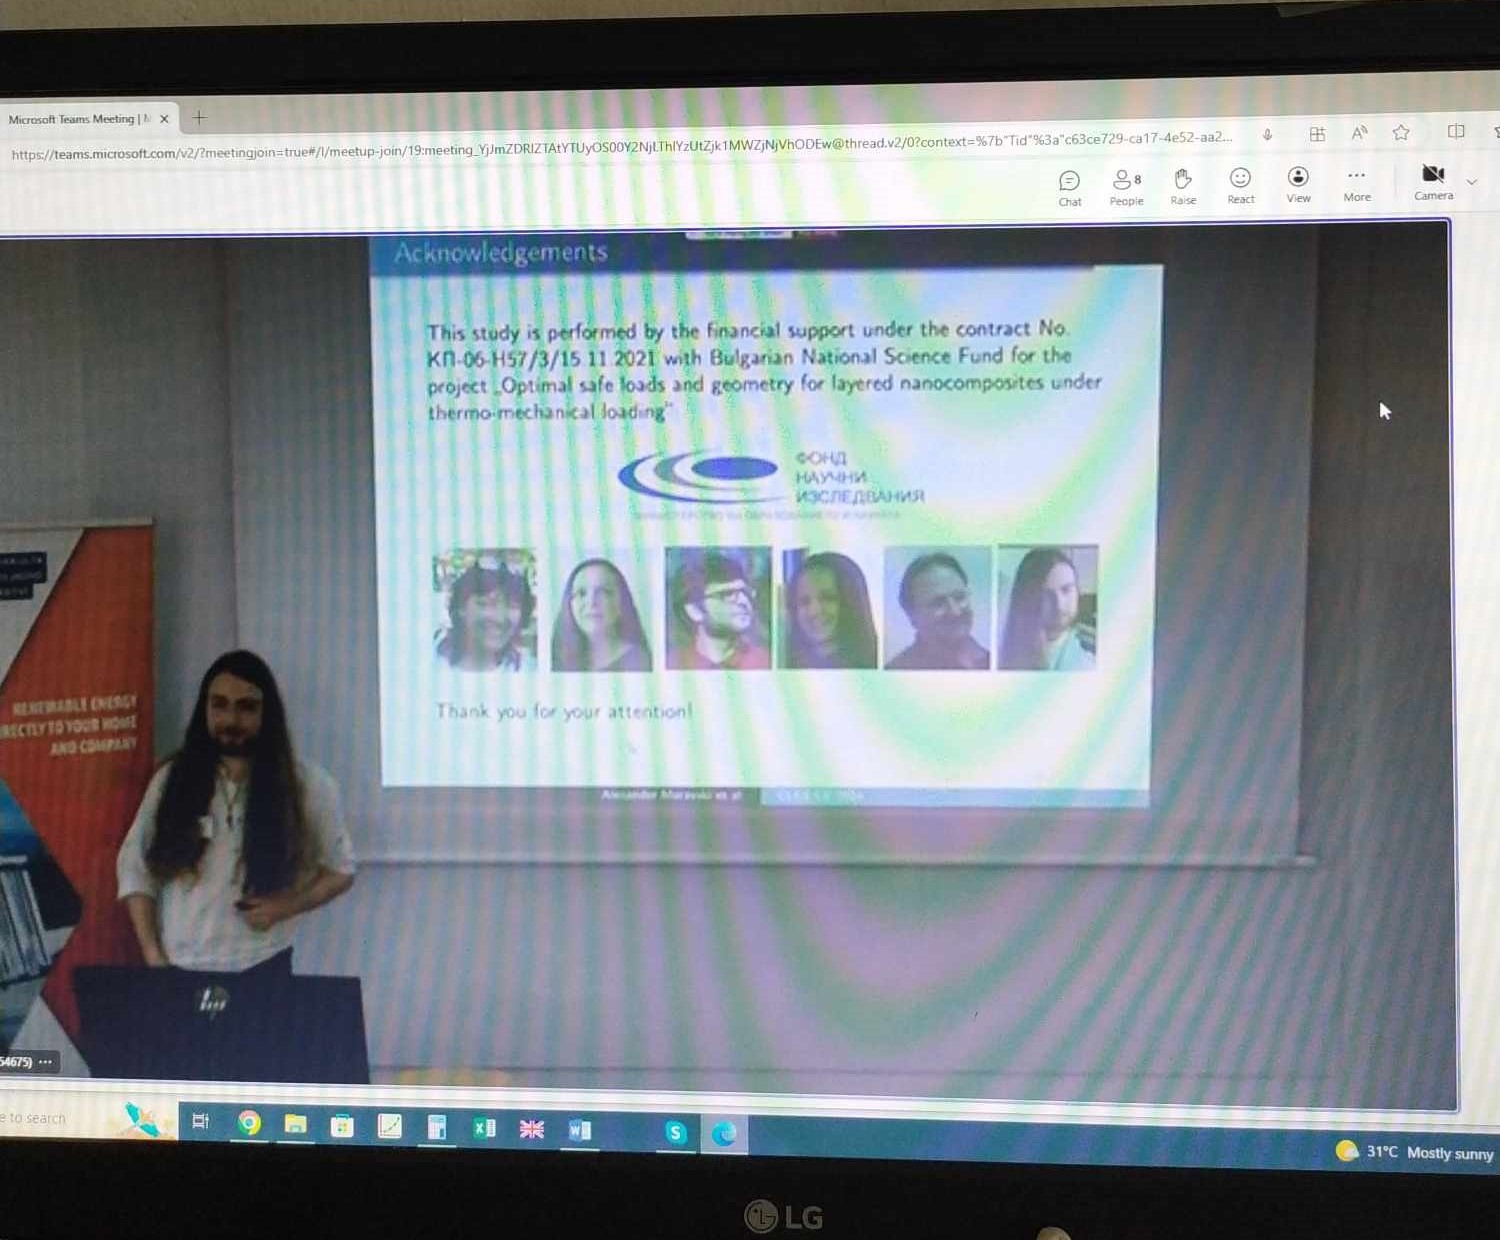 Microsoft Teams Meeting |
https://teams.microsoft.com/v2/?meetingjoin=true#/l/meetup-join/19:meeting_YjJmZDRlZTAtYTUyOS00Y2NjLThlYzUtZjk1MWZjNjVhODEw@thread.v2/0?context=%7b"Tid"%3a"c63ce729-ca17-4e52-aa2...
8
Chat People Raise React View More Camera
Acknowledgements
This study is performed by the financial support under the contract No.
КП-06-Н57/3/15.11.2021 with Bulgarian National Science Fund for the
project „Optimal safe loads and geometry for layered nanocomposites under
thermo-mechanical loading"
ФОНД
НАУЧНИ
ИЗСЛЕДВАНИЯ
Thank you for your attention!
RENEWABLE ENERGY
RECTLY TO YOUR HOME
AND COMPANY
hp
54675) ...
e to search
31°C Mostly sunny
LG